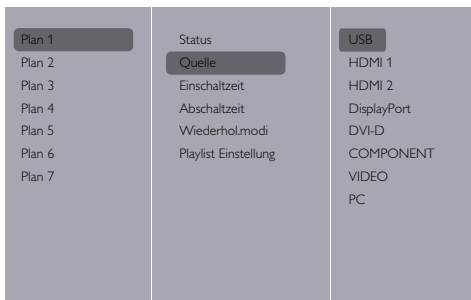 Plan 1
Plan 2
Plan 3
Plan 4
Plan 5
Plan 6
Plan 7
Status
Quelle
Einschaltzeit
Abschaltzeit
Wiederhol.modi
Playlist Einstellung
USB
HDMI 1
HDMI 2
DisplayPort
DVI-D
COMPONENT
VIDEO
PC